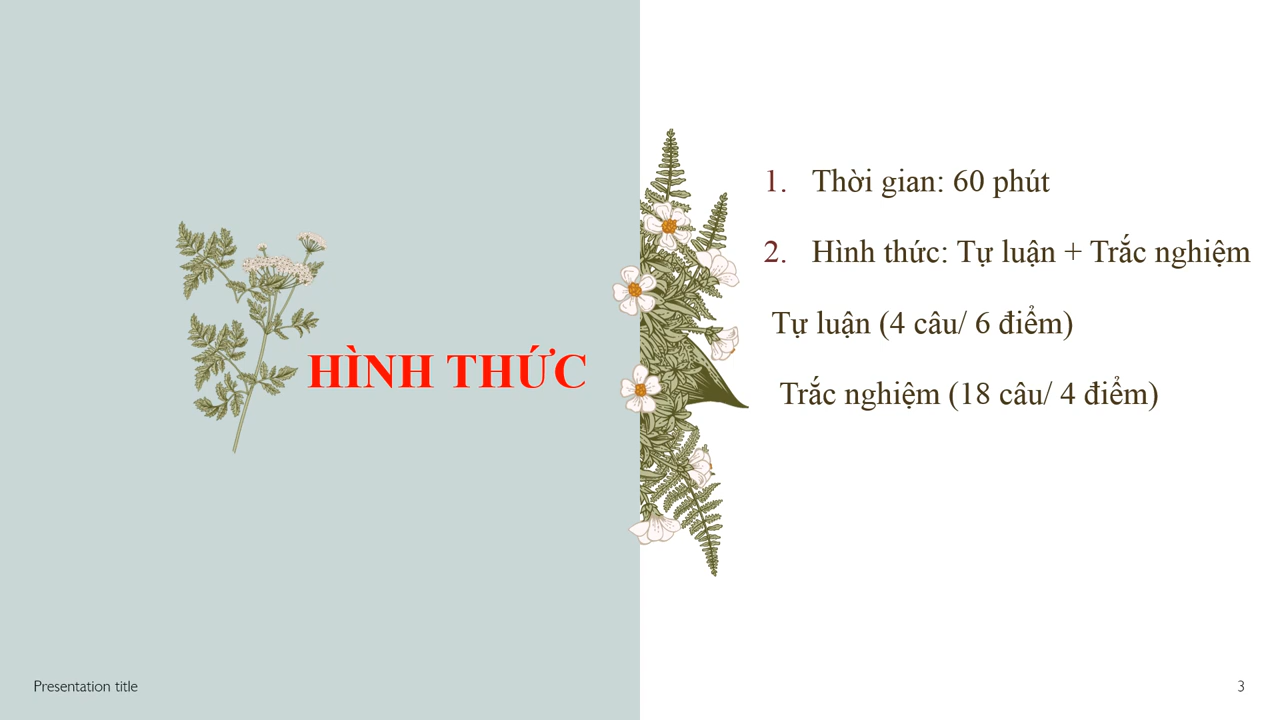 HÌNH THỨC
1. Thời gian: 60 phút
2. Hình thức: Tự luận + Trắc nghiệm
Tự luận (4 câu/ 6 điểm)
Trắc nghiệm (18 câu/ 4 điểm)
Presentation title
3